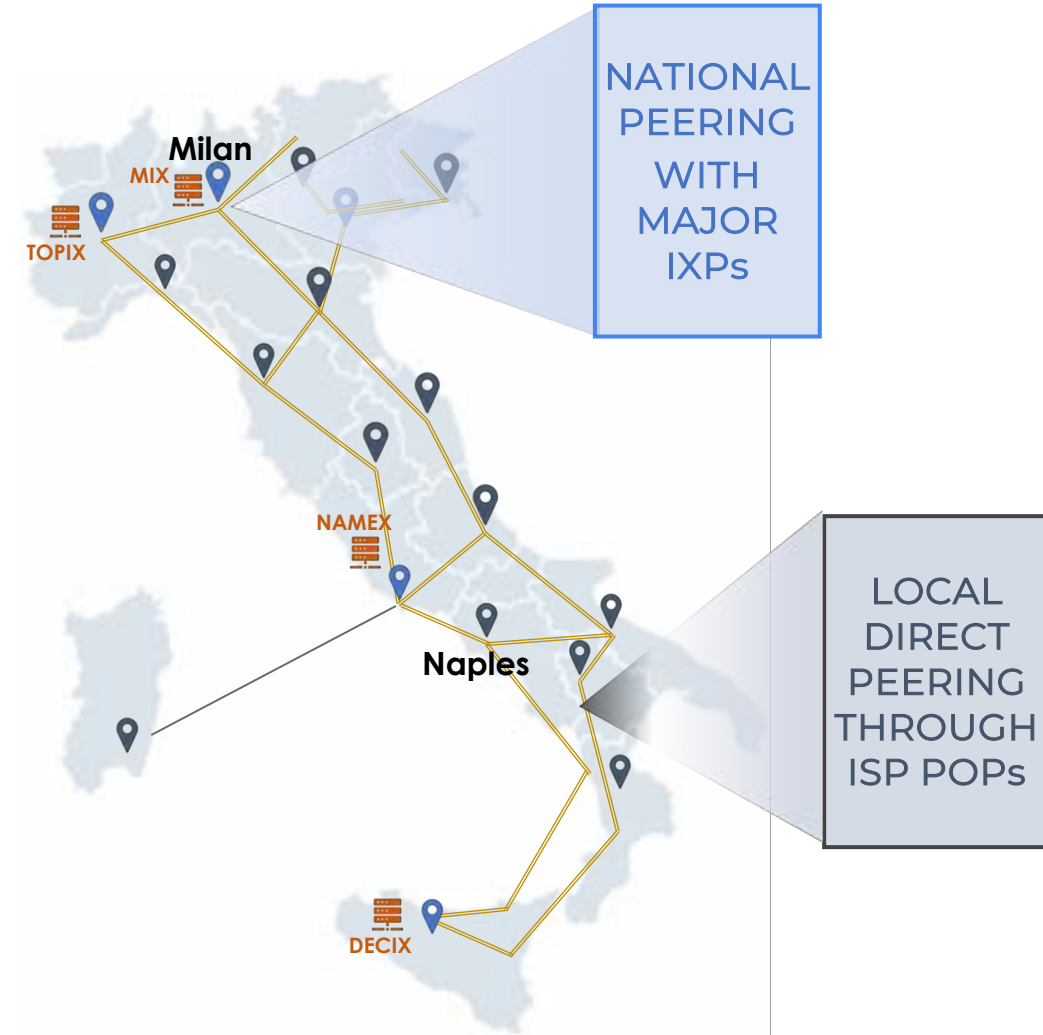 NATIONAL
PEERING
WITH
MAJOR
IXPs
Milan
MIX
TOPIX
NAMEX
Naples
LOCAL
DIRECT
PEERING
THROUGH
ISP POPs
DECIX